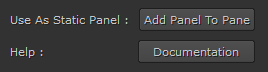 Use As Static Panel : Add Panel To Pane
Help : Documentation